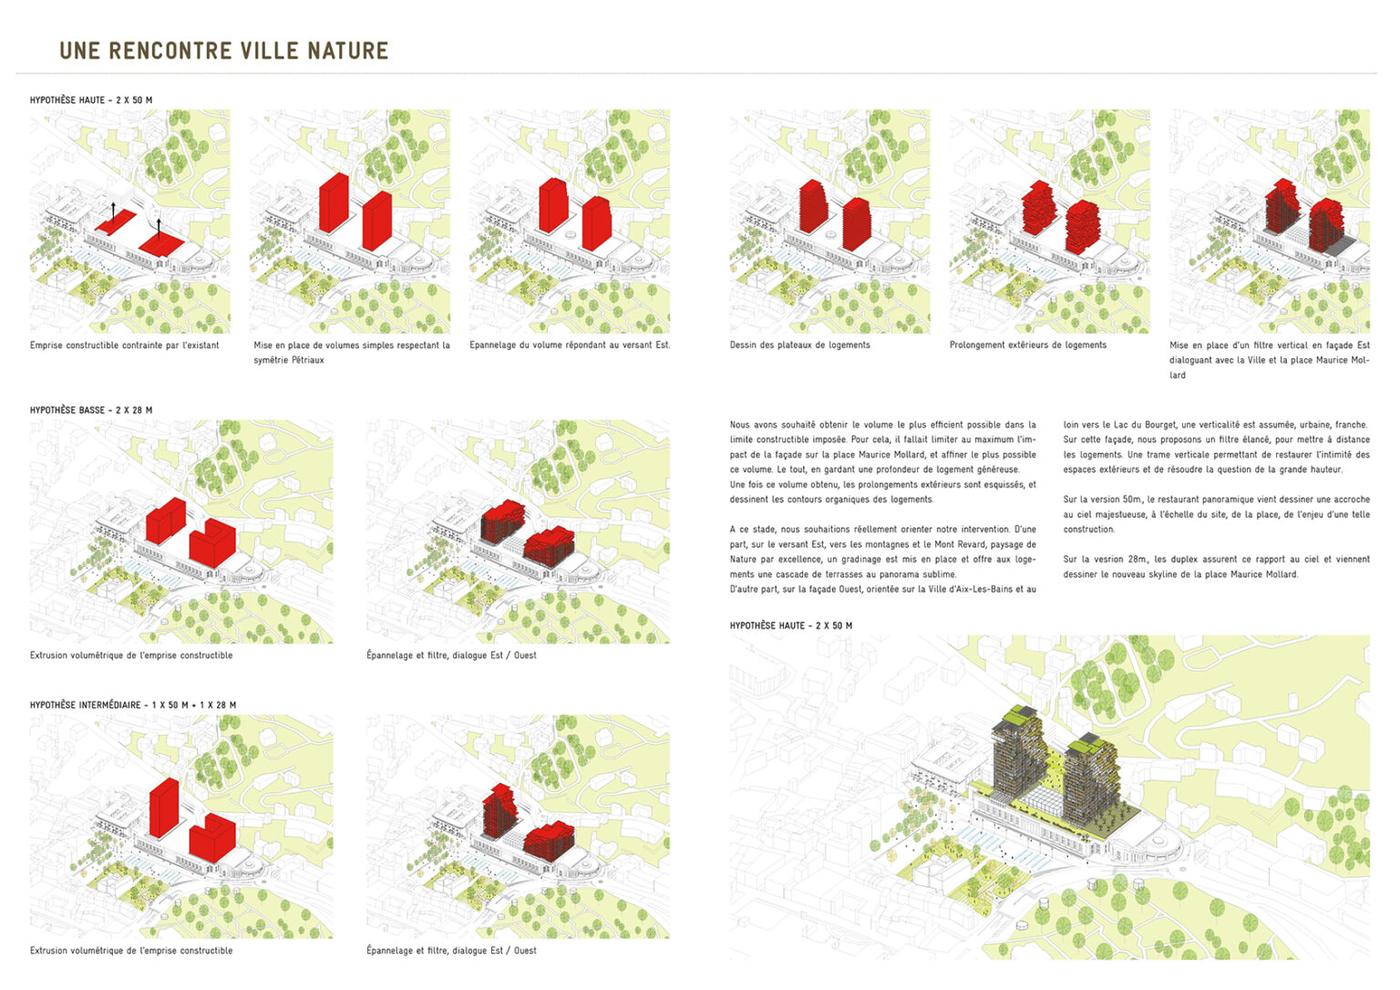 UNE RENCONTRE VILLE NATURE
HYPOTHÈSE HAUTE - 2 X 50 M
Emprise constructible contrainte par l'existant
Mise en place de volumes simples respectant la
symétrie Pétriaux
Epannelage du volume répondant au versant Est.
Dessin des plateaux de logements
Prolongement extérieurs de logements
Mise en place d'un filtre vertical en façade Est
dialoguant avec la Ville et la place Maurice Mol-
lard
HYPOTHÈSE BASSE - 2 X 28 M
Extrusion volumétrique de l'emprise constructible
Épannelage et filtre, dialogue Est / Ouest
HYPOTHÈSE INTERMÉDIAIRE - 1 X 50 M + 1 X 28 M
Extrusion volumétrique de l'emprise constructible
Épannelage et filtre, dialogue Est / Ouest
Nous avons souhaité obtenir le volume le plus efficient possible dans la
limite constructible imposée. Pour cela, il fallait limiter au maximum l'im-
pact de la façade sur la place Maurice Mollard, et affiner le plus possible
ce volume. Le tout, en gardant une profondeur de logement généreuse.
Une fois ce volume obtenu, les prolongements extérieurs sont esquissés, et
dessinent les contours organiques des logements.
A ce stade, nous souhaitions réellement orienter notre intervention. D'une
part, sur le versant Est, vers les montagnes et le Mont Revard, paysage de
Nature par excellence, un gradinage est mis en place et offre aux loge-
ments une cascade de terrasses au panorama sublime.
D'autre part, sur la façade Ouest, orientée sur la Ville d'Aix-Les-Bains et au
loin vers le Lac du Bourget, une verticalité est assumée, urbaine, franche.
Sur cette façade, nous proposons un filtre élancé, pour mettre à distance
les logements. Une trame verticale permettant de restaurer l'intimité des
espaces extérieurs et de résoudre la question de la grande hauteur.
Sur la version 50m, le restaurant panoramique vient dessiner une accroche
au ciel majestueuse, à l'échelle du site, de la place, de l'enjeu d'une telle
construction.
Sur la vesrion 28m, les duplex assurent ce rapport au ciel et viennent
dessiner le nouveau skyline de la place Maurice Mollard.
HYPOTHÈSE HAUTE - 2 X 50 M